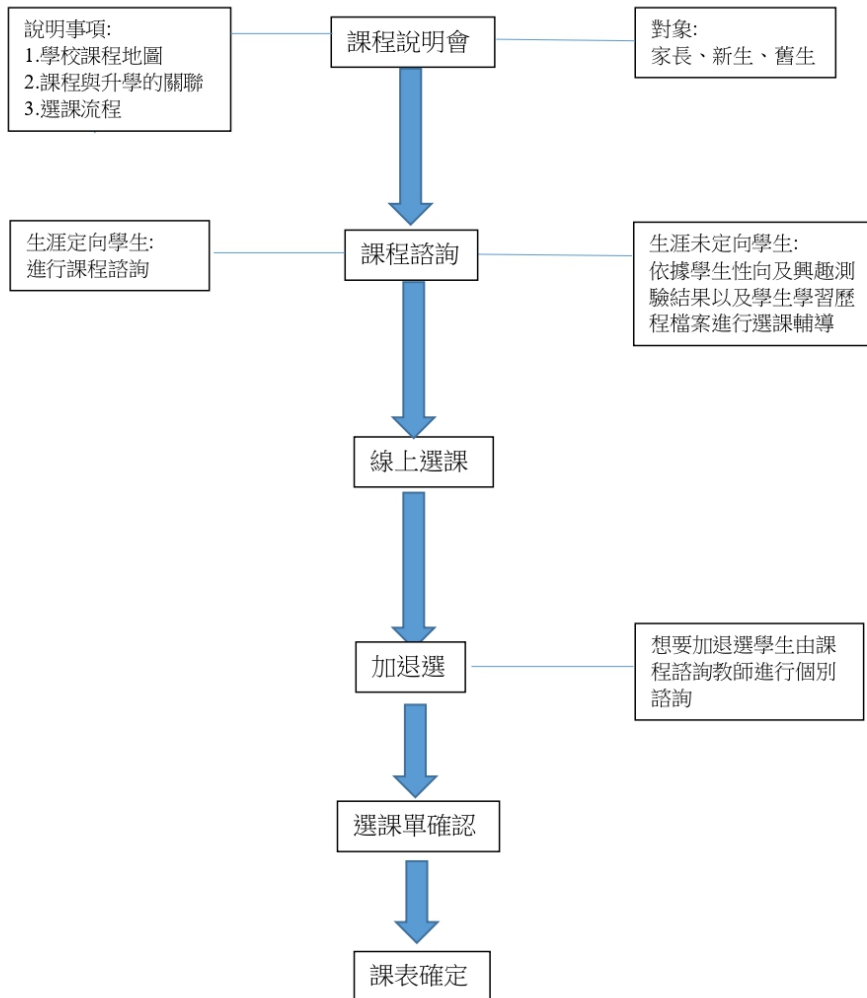 說明事項:
1.學校課程地圖
2.課程與升學的關聯
3.選課流程
課程說明會
對象:
家長、新生、舊生
生涯定向學生:
進行課程諮詢
課程諮詢
生涯未定向學生:
依據學生性向及興趣測
驗結果以及學生學習歷
程檔案進行選課輔導
線上選課
加退選
想要加退選學生由課
程諮詢教師進行個別
諮詢
選課單確認
課表確定